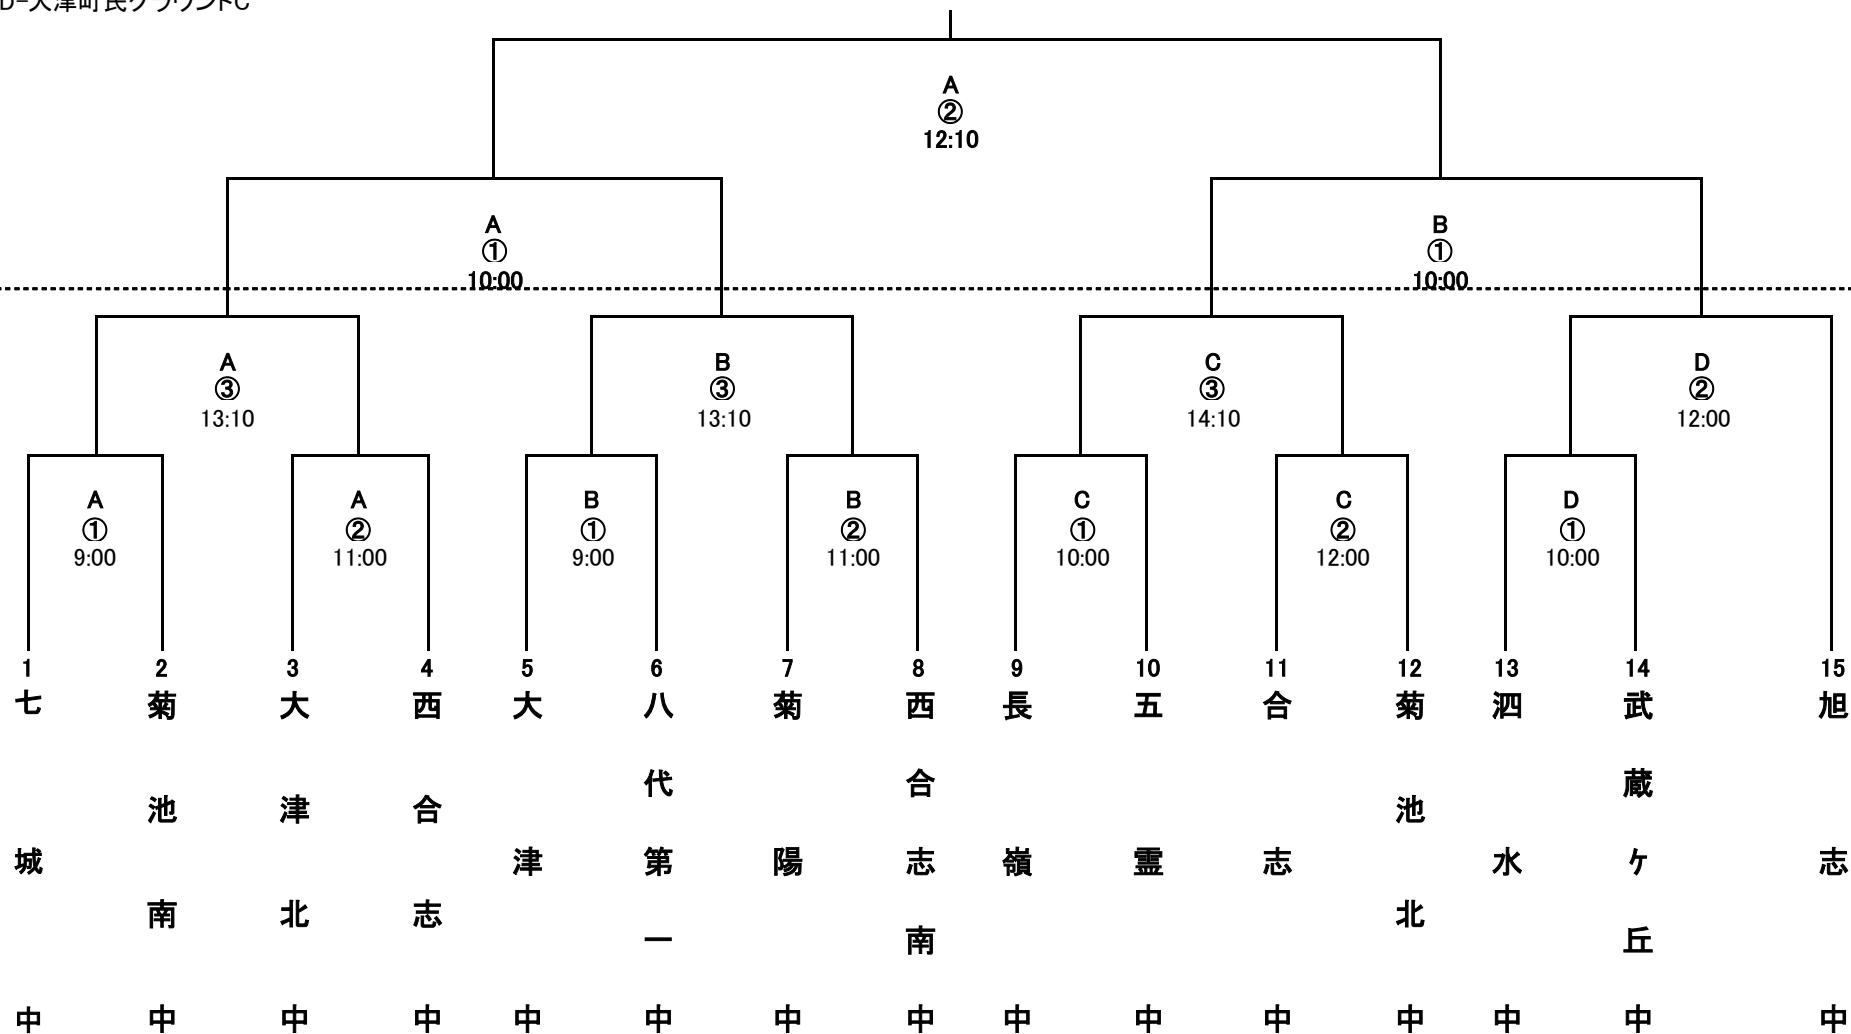 D-大津町民グラウンドC
A
②
12:10
A
①
10:00
B
①
10:00
A
③
13:10
B
③
13:10
C
③
14:10
D
②
12:00
A
①
9:00
A
②
11:00
B
①
9:00
B
②
11:00
C
①
10:00
C
②
12:00
D
①
10:00
1
七城中
2
菊池南中
3
大津北中
4
西合志中
5
大津中
6
八代第一中
7
菊陽中
8
西合志南中
9
長嶺中
10
五霊中
11
合志中
12
菊池北中
13
泗水中
14
武蔵ケ丘中
15
旭志中